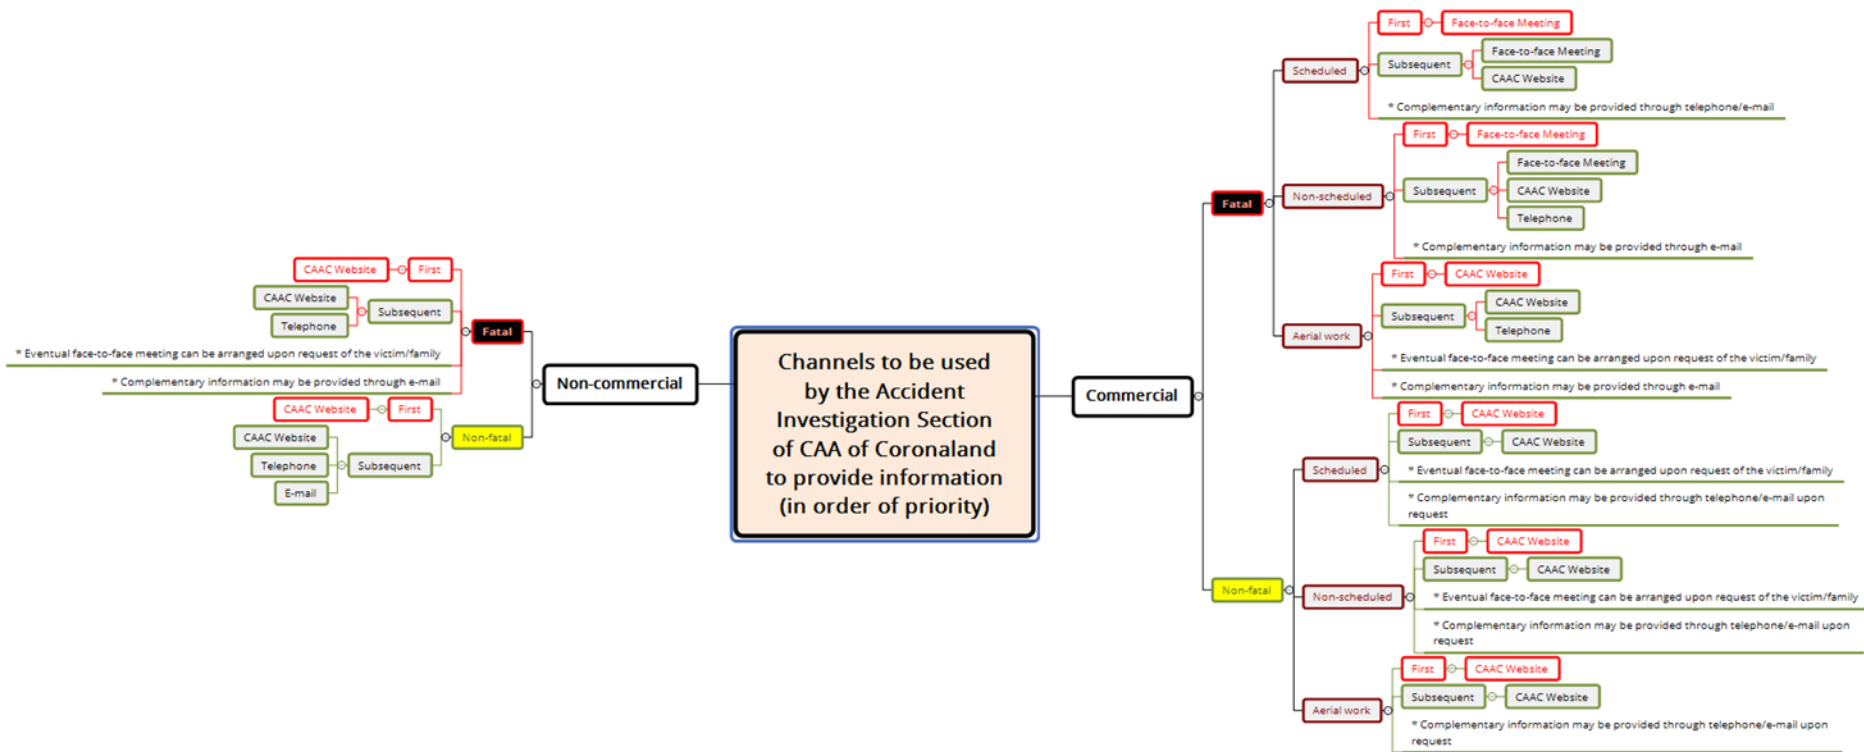 Channels to be used
by the Accident
Investigation Section
of CAA of Coronaland
to provide information
(in order of priority)
Commercial
Fatal
Scheduled
First
Face-to-face Meeting
Subsequent
Face-to-face Meeting
CAAC Website
* Complementary information may be provided through telephone/e-mail
Non-scheduled
First
Face-to-face Meeting
Subsequent
Face-to-face Meeting
CAAC Website
Telephone
* Complementary information may be provided through e-mail
Aerial work
First
CAAC Website
Subsequent
CAAC Website
Telephone
* Eventual face-to-face meeting can be arranged upon request of the victim/family
* Complementary information may be provided through e-mail
Non-fatal
Scheduled
First
CAAC Website
Subsequent
CAAC Website
* Eventual face-to-face meeting can be arranged upon request of the victim/family
* Complementary information may be provided through telephone/e-mail upon
request
Non-scheduled
First
CAAC Website
Subsequent
CAAC Website
* Eventual face-to-face meeting can be arranged upon request of the victim/family
* Complementary information may be provided through telephone/e-mail upon
request
Aerial work
First
CAAC Website
Subsequent
CAAC Website
* Complementary information may be provided through telephone/e-mail upon
request
Non-commercial
Fatal
First
CAAC Website
Subsequent
CAAC Website
Telephone
* Eventual face-to-face meeting can be arranged upon request of the victim/family
* Complementary information may be provided through e-mail
Non-fatal
First
CAAC Website
Subsequent
CAAC Website
Telephone
E-mail